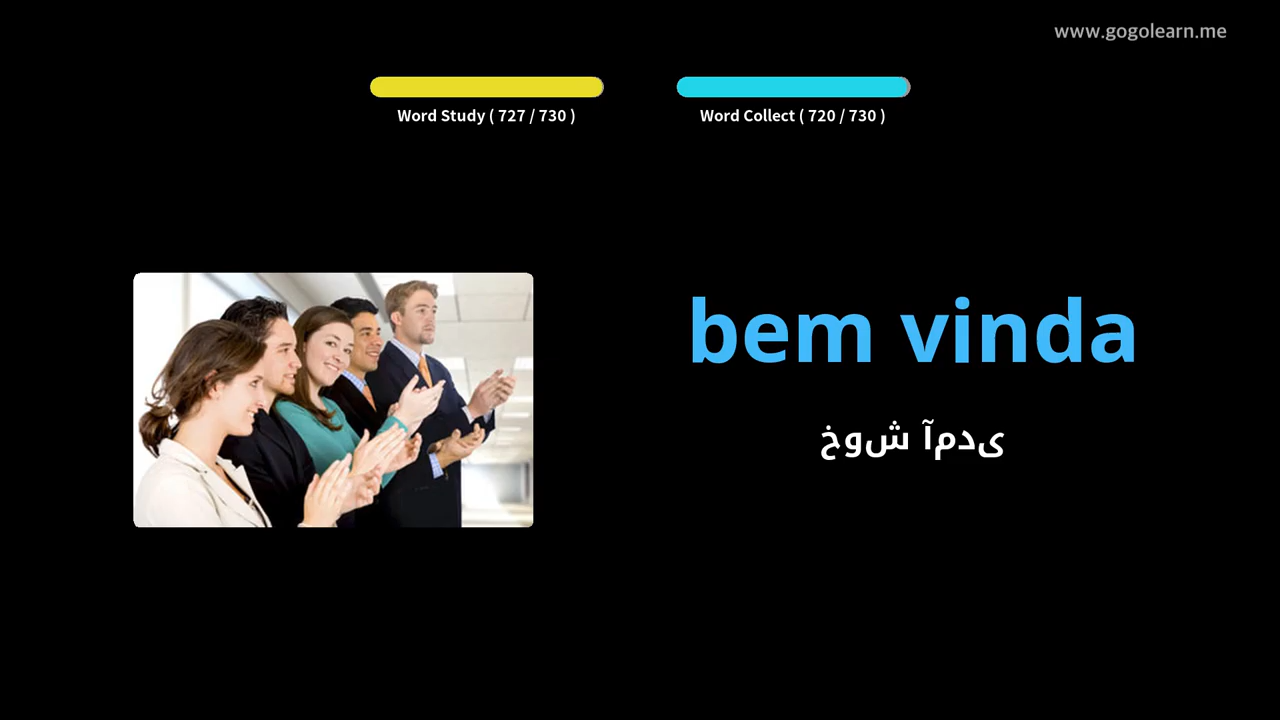 www.gogolearn.me
Word Study ( 727 / 730 )
Word Collect ( 720 / 730 )
bem vinda
خوش آمدی